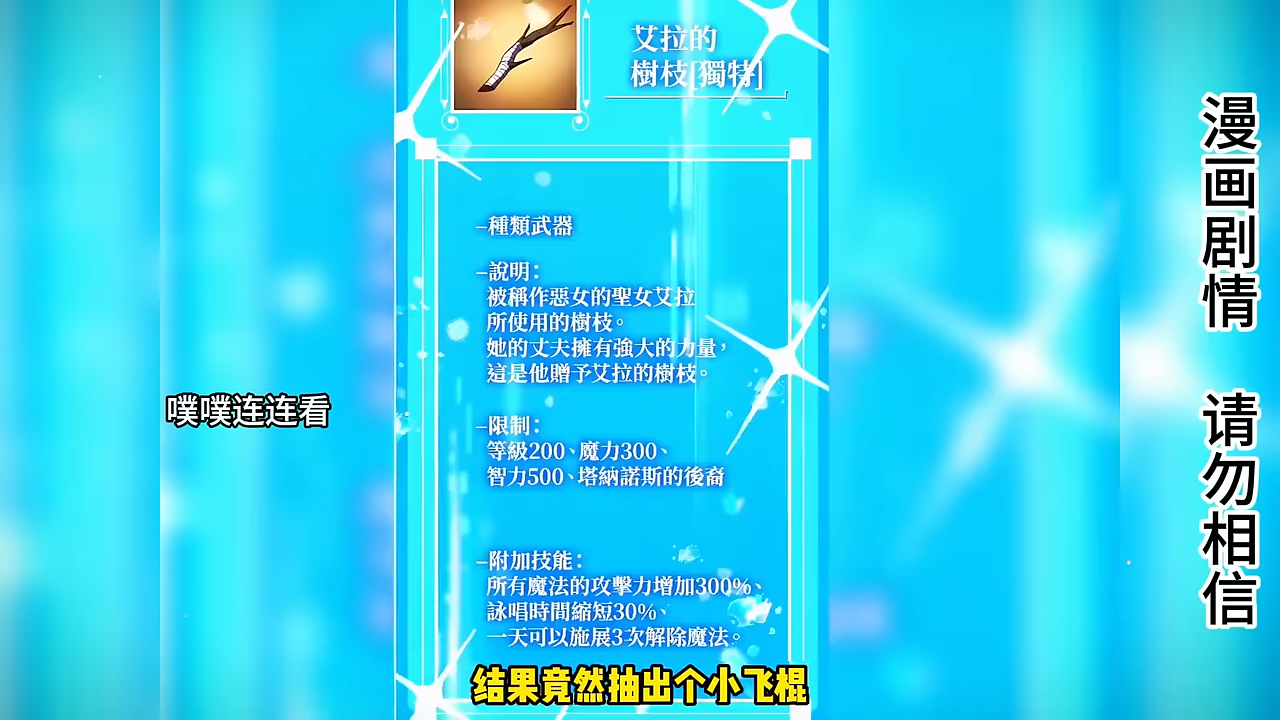 艾拉的
樹枝[獨特]
–種類武器
–說明：
被稱作惡女的聖女艾拉
所使用的樹枝。
她的丈夫擁有強大的力量，
這是他贈予艾拉的樹枝。
–限制：
等級200、魔力300、
智力500、塔納諾斯的後裔
–附加技能：
所有魔法的攻擊力增加300%、
詠唱時間縮短30%、
一天可以施展3次解除魔法。
结果竟然抽出个小飞棍
噗噗连连看
漫画剧情 请勿相信